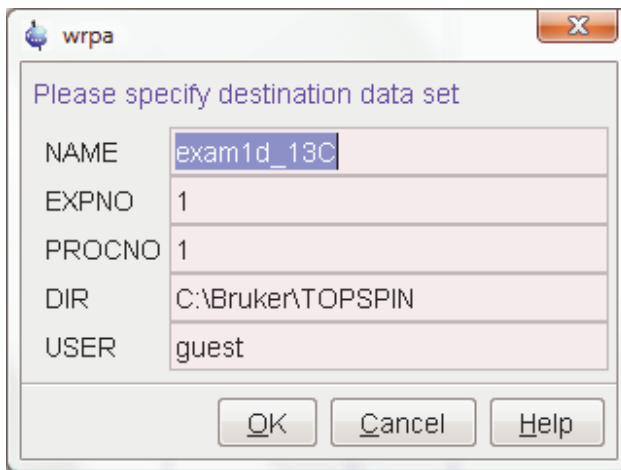 wrpa
Please specify destination data set
NAME exam1d_13C
EXPNO 1
PROCNO 1
DIR C:\Bruker\TOPSPIN
USER guest
OK Cancel Help